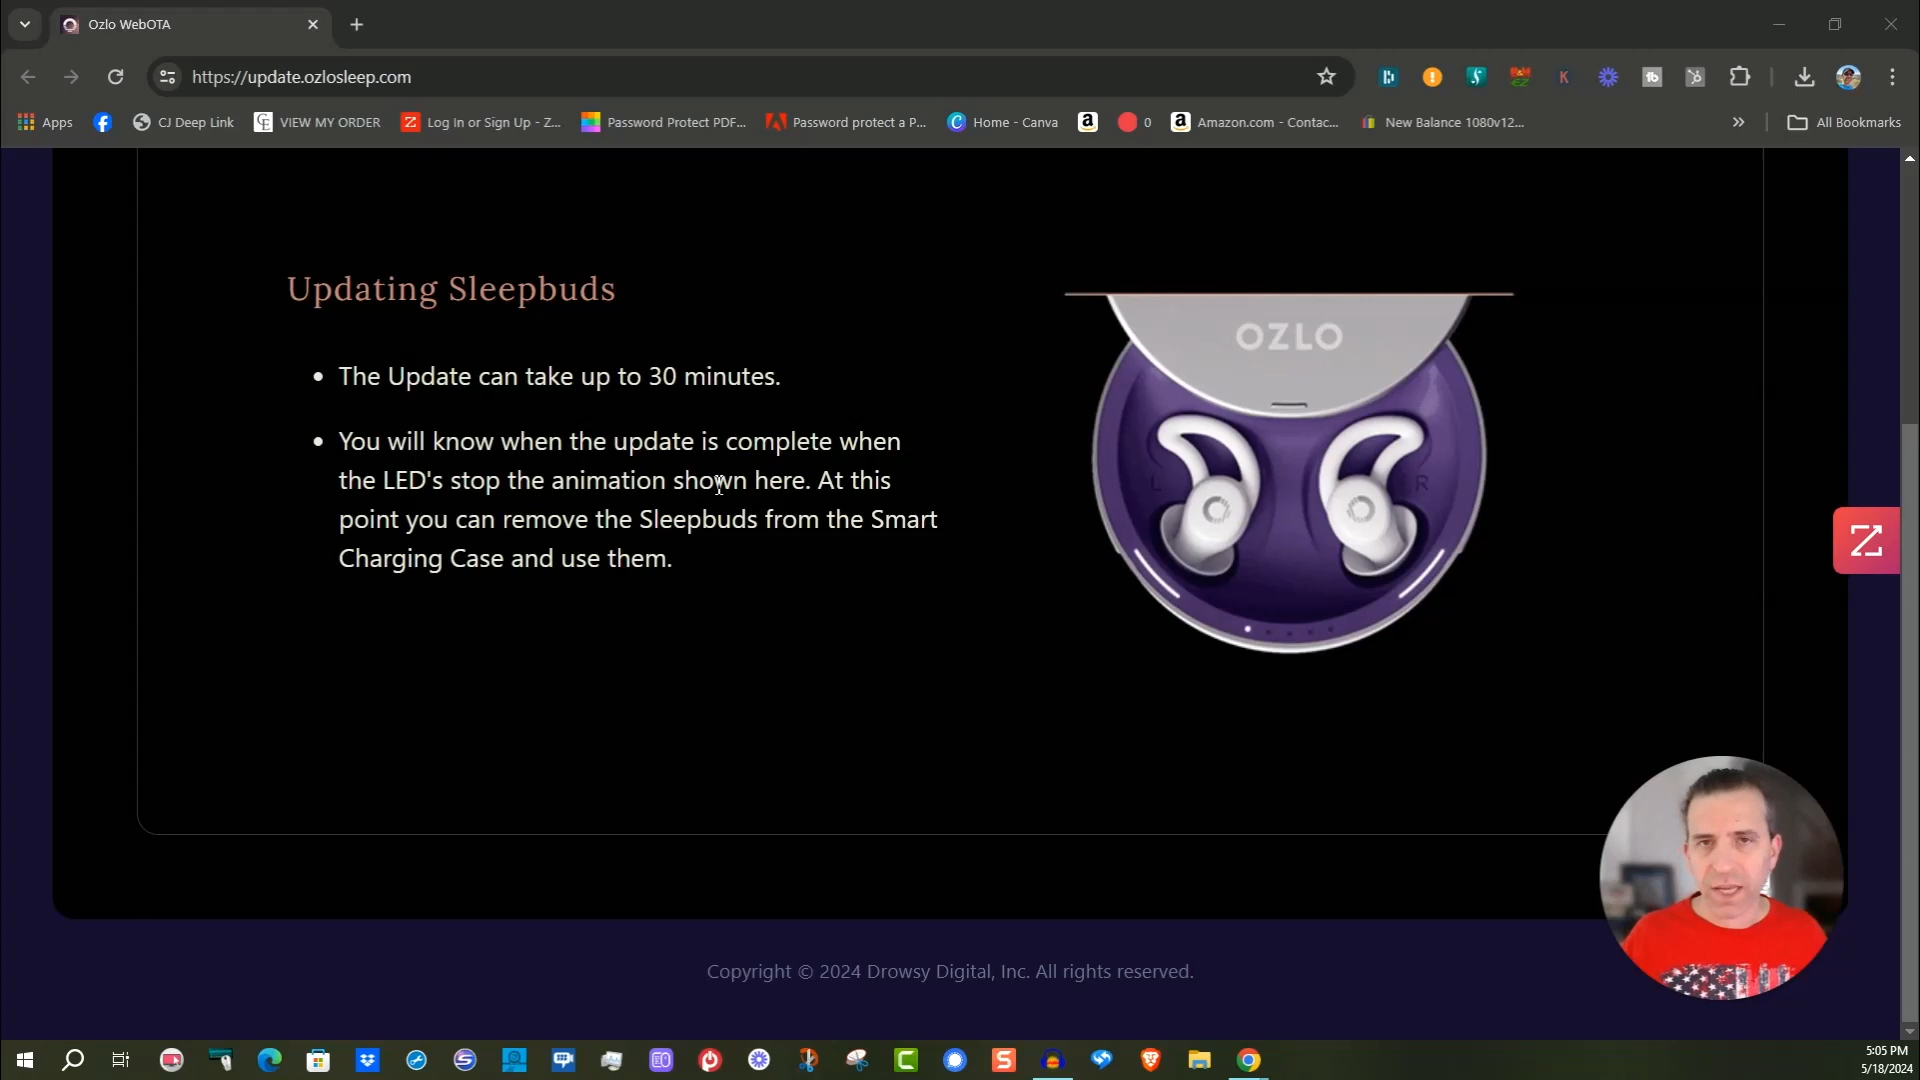 Ozlo WebOTA
https://update.ozlosleep.com
Apps
CJ Deep Link
VIEW MY ORDER
Log In or Sign Up - Z...
Password Protect PDF...
Password protect a P...
Home - Canva
0
Amazon.com - Contac...
New Balance 1080v12...
All Bookmarks
Updating Sleepbuds
The Update can take up to 30 minutes.
You will know when the update is complete when
the LED's stop the animation shown here. At this
point you can remove the Sleepbuds from the Smart
Charging Case and use them.
OZLO
L
R
Copyright © 2024 Drowsy Digital, Inc. All rights reserved.
5:05 PM
5/18/2024